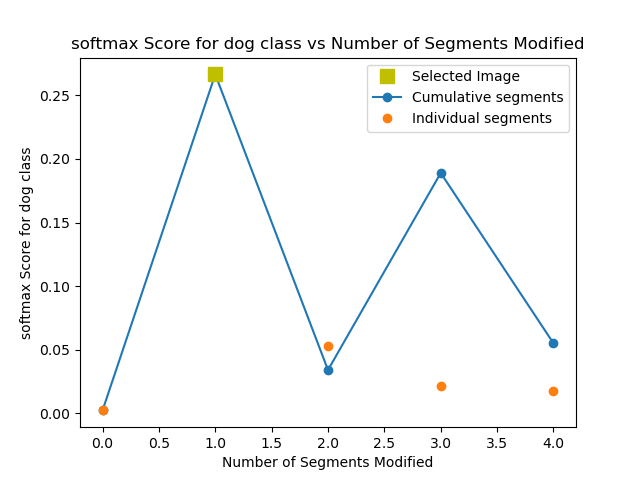 softmax Score for dog class vs Number of Segments Modified
Selected Image
Cumulative segments
Individual segments
softmax Score for dog class
0.25
0.20
0.15
0.10
0.05
0.00
0.0 0.5 1.0 1.5 2.0 2.5 3.0 3.5 4.0
Number of Segments Modified